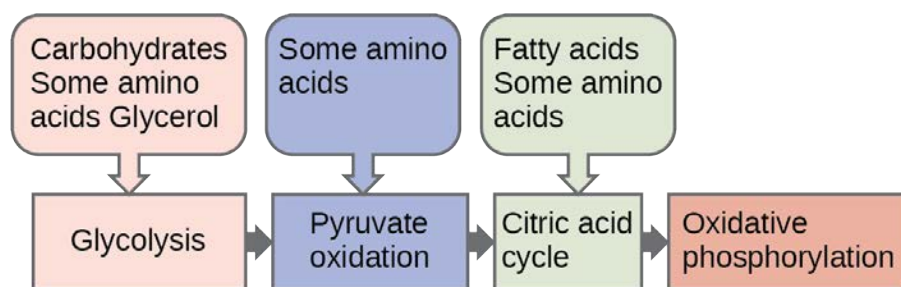 Carbohydrates
Some amino
acids Glycerol
Some amino
acids
Fatty acids
Some amino
acids
Glycolysis
Pyruvate
oxidation
Citric acid
cycle
Oxidative
phosphorylation